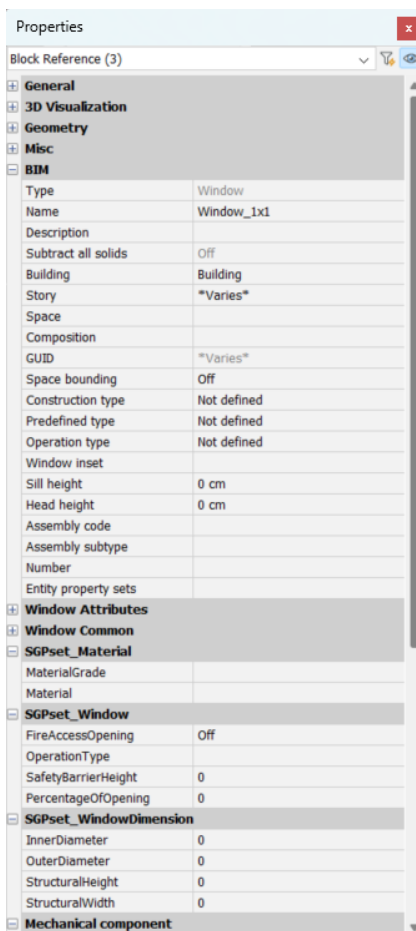 Properties
Block Reference (3)
General
3D Visualization
Geometry
Misc
BIM
Type Window
Name Window_1x1
Description
Subtract all solids Off
Building Building
Story *Varies*
Space
Composition
GUID *Varies*
Space bounding Off
Construction type Not defined
Predefined type Not defined
Operation type Not defined
Window inset
Sill height 0 cm
Head height 0 cm
Assembly code
Assembly subtype
Number
Entity property sets
Window Attributes
Window Common
SGPset_Material
MaterialGrade
Material
SGPset_Window
FireAccessOpening Off
OperationType
SafetyBarrierHeight 0
PercentageOfOpening 0
SGPset_WindowDimension
InnerDiameter 0
OuterDiameter 0
StructuralHeight 0
StructuralWidth 0
Mechanical component